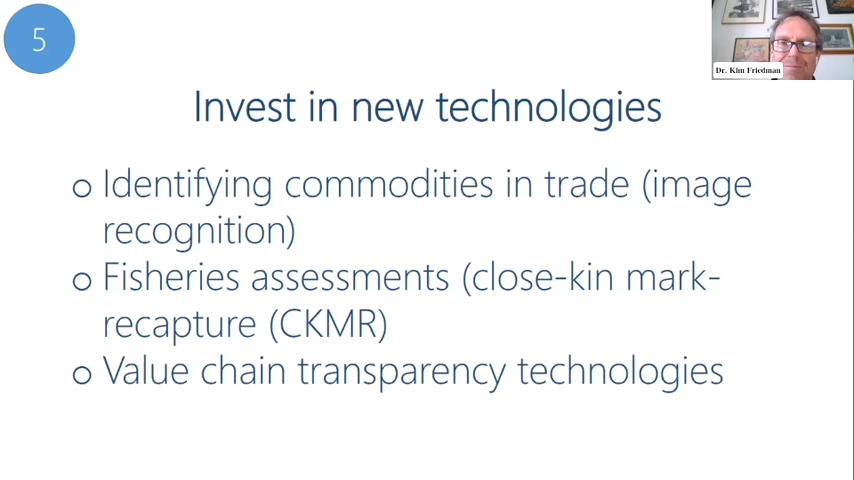 5
Dr. Kim Friedman
Invest in new technologies
o Identifying commodities in trade (image
recognition)
o Fisheries assessments (close-kin mark-
recapture (CKMR)
o Value chain transparency technologies